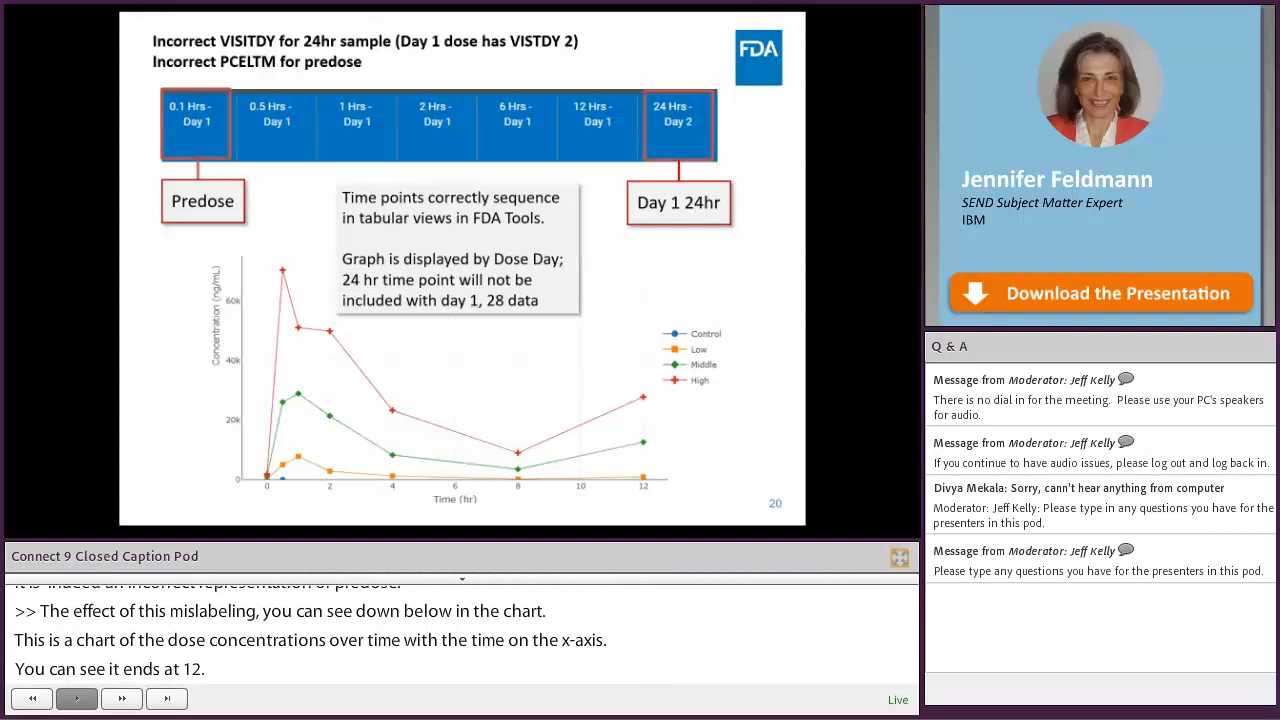 Incorrect VISITDY for 24hr sample (Day 1 dose has VISTDY 2)
Incorrect PCELTM for predose
FDA
0.1 Hrs - Day 1
0.5 Hrs - Day 1
1 Hrs - Day 1
2 Hrs - Day 1
6 Hrs - Day 1
12 Hrs - Day 1
24 Hrs - Day 2
Predose
Day 1 24hr
Time points correctly sequence
in tabular views in FDA Tools.
Graph is displayed by Dose Day;
24 hr time point will not be
included with day 1, 28 data
Concentration (ng/mL)
60k
40k
20k
0
0 2 4 6 8 10 12
Time (hr)
Control
Low
Middle
High
20
Jennifer Feldmann
SEND Subject Matter Expert
IBM
Download the Presentation
Q & A
Message from Moderator: Jeff Kelly
There is no dial in for the meeting. Please use your PC's speakers
for audio.
Message from Moderator: Jeff Kelly
If you continue to have audio issues, please log out and log back in.
Divya Mekala: Sorry, cann't hear anything from computer
Moderator: Jeff Kelly: Please type in any questions you have for the
presenters in this pod.
Message from Moderator: Jeff Kelly
Please type any questions you have for the presenters in this pod.
Connect 9 Closed Caption Pod
It is indeed an incorrect representation of predose.
>> The effect of this mislabeling, you can see down below in the chart.
This is a chart of the dose concentrations over time with the time on the x-axis.
You can see it ends at 12.
Live